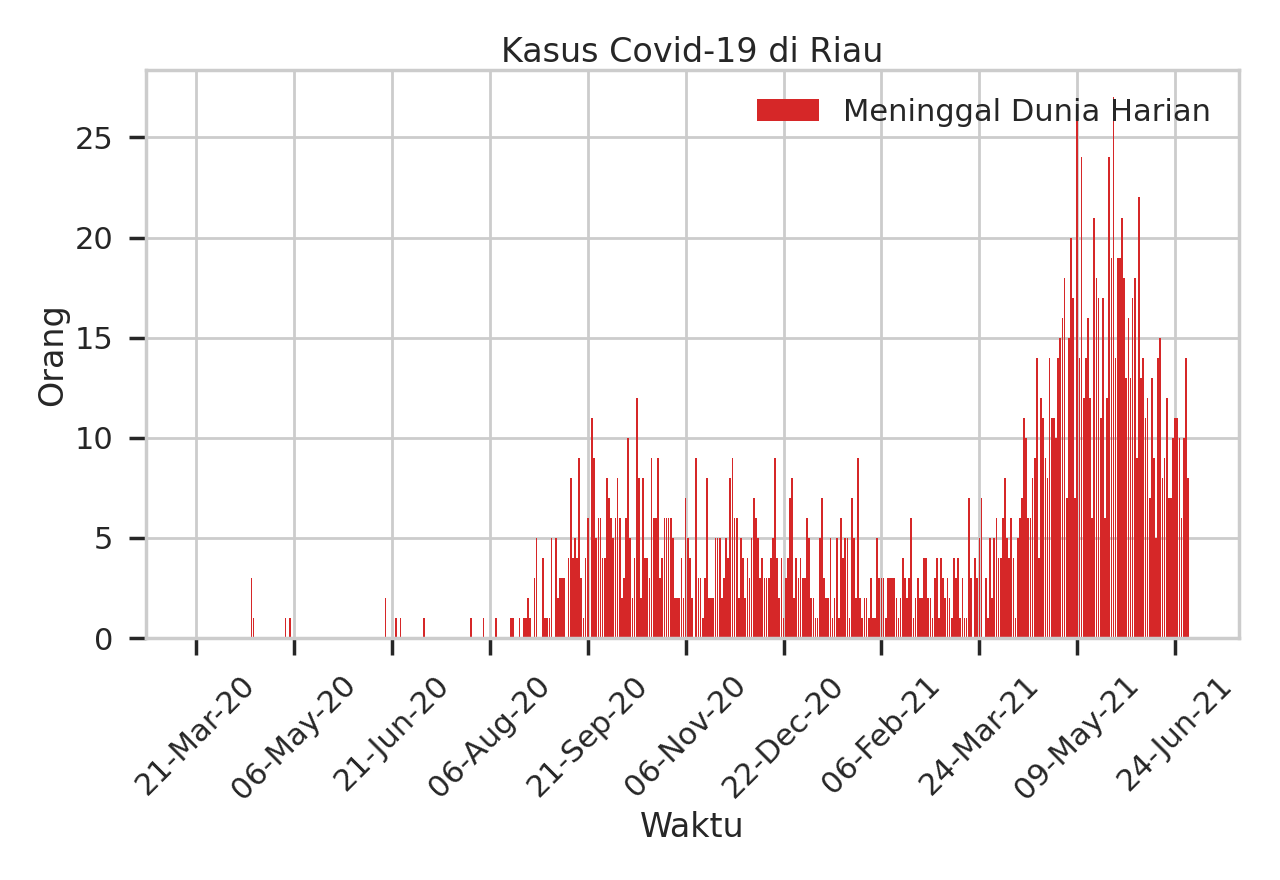 Kasus Covid-19 di Riau
Meninggal Dunia Harian
Orang
25
20
15
10
5
0
21-Mar-20
06-May-20
21-Jun-20
06-Aug-20
21-Sep-20
06-Nov-20
22-Dec-20
06-Feb-21
24-Mar-21
09-May-21
24-Jun-21
Waktu